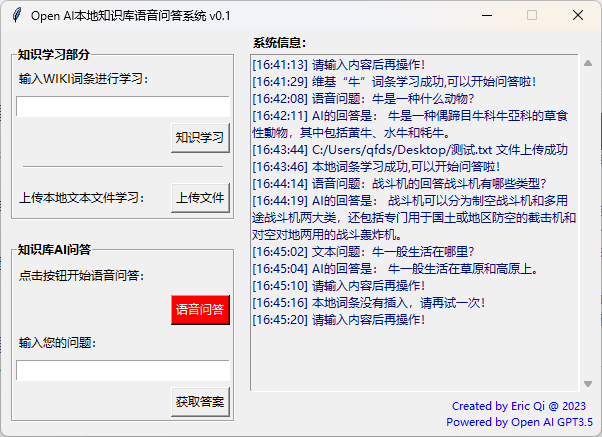 Open AI本地知识库语音问答系统 v0.1
知识学习部分
输入WIKI词条进行学习：
知识学习
上传本地文本文件学习：
上传文件
知识库AI问答
点击按钮开始语音问答：
语音问答
输入您的问题：
获取答案
系统信息：
[16:41:13] 请输入内容后再操作！
[16:41:29] 维基“牛”词条学习成功,可以开始问答啦！
[16:42:08] 语音问题：牛是一种什么动物？
[16:42:11] AI的回答是： 牛是一种偶蹄目牛科牛亞科的草食
性動物，其中包括黄牛、水牛和牦牛。
[16:43:44] C:/Users/qfds/Desktop/测试.txt 文件上传成功
[16:43:46] 本地词条学习成功,可以开始问答啦！
[16:44:14] 语音问题：战斗机的回答战斗机有哪些类型？
[16:44:19] AI的回答是： 战斗机可以分为制空战斗机和多用
途战斗机两大类，还包括专门用于国土或地区防空的截击机和
对空对地两用的战斗轰炸机。
[16:45:02] 文本问题：牛一般生活在哪里？
[16:45:04] AI的回答是： 牛一般生活在草原和高原上。
[16:45:10] 请输入内容后再操作！
[16:45:16] 本地词条没有插入，请再试一次！
[16:45:20] 请输入内容后再操作！
Created by Eric Qi @ 2023
Powered by Open AI GPT3.5